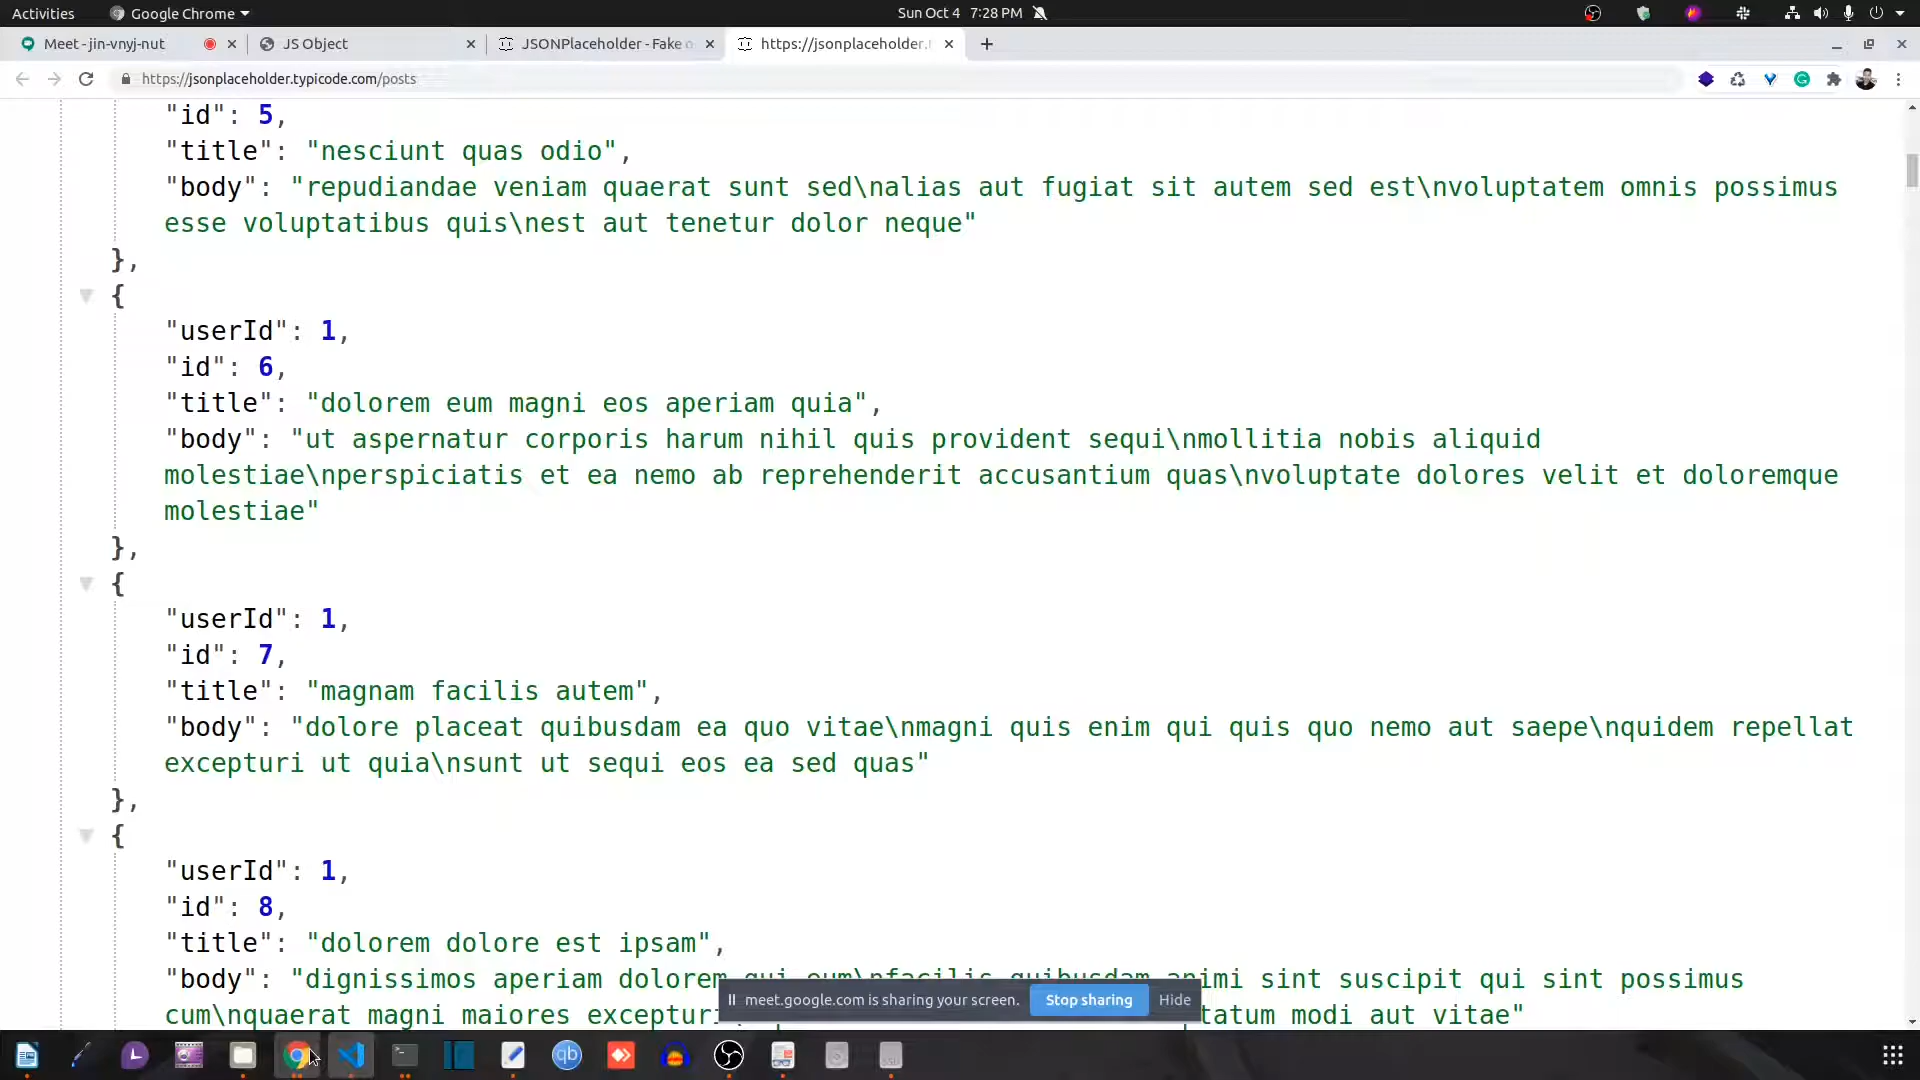 Activities Google Chrome Sun Oct 4 7:28 PM
Meet - jin-vnyj-nut JS Object JSONPlaceholder - Fake o https://jsonplaceholder.t
https://jsonplaceholder.typicode.com/posts
"id": 5,
"title": "nesciunt quas odio",
"body": "repudiandae veniam quaerat sunt sed\nalias aut fugiat sit autem sed est\nvoluptatem omnis possimus
esse voluptatibus quis\nest aut tenetur dolor neque"
},
{
"userId": 1,
"id": 6,
"title": "dolorem eum magni eos aperiam quia",
"body": "ut aspernatur corporis harum nihil quis provident sequi\nmollitia nobis aliquid
molestiae\nperspiciatis et ea nemo ab reprehenderit accusantium quas\nvoluptate dolores velit et doloremque
molestiae"
},
{
"userId": 1,
"id": 7,
"title": "magnam facilis autem",
"body": "dolore placeat quibusdam ea quo vitae\nmagni quis enim qui quis quo nemo aut saepe\nquidem repellat
excepturi ut quia\nsunt ut sequi eos ea sed quas"
},
{
"userId": 1,
"id": 8,
"title": "dolorem dolore est ipsam",
"body": "dignissimos aperiam dolorem qui eum\nfacilis quibusdam animi sint suscipit qui sint possimus
meet.google.com is sharing your screen. Stop sharing Hide
cum\nquaerat magni maiores excepturi tatum modi aut vitae"
qb